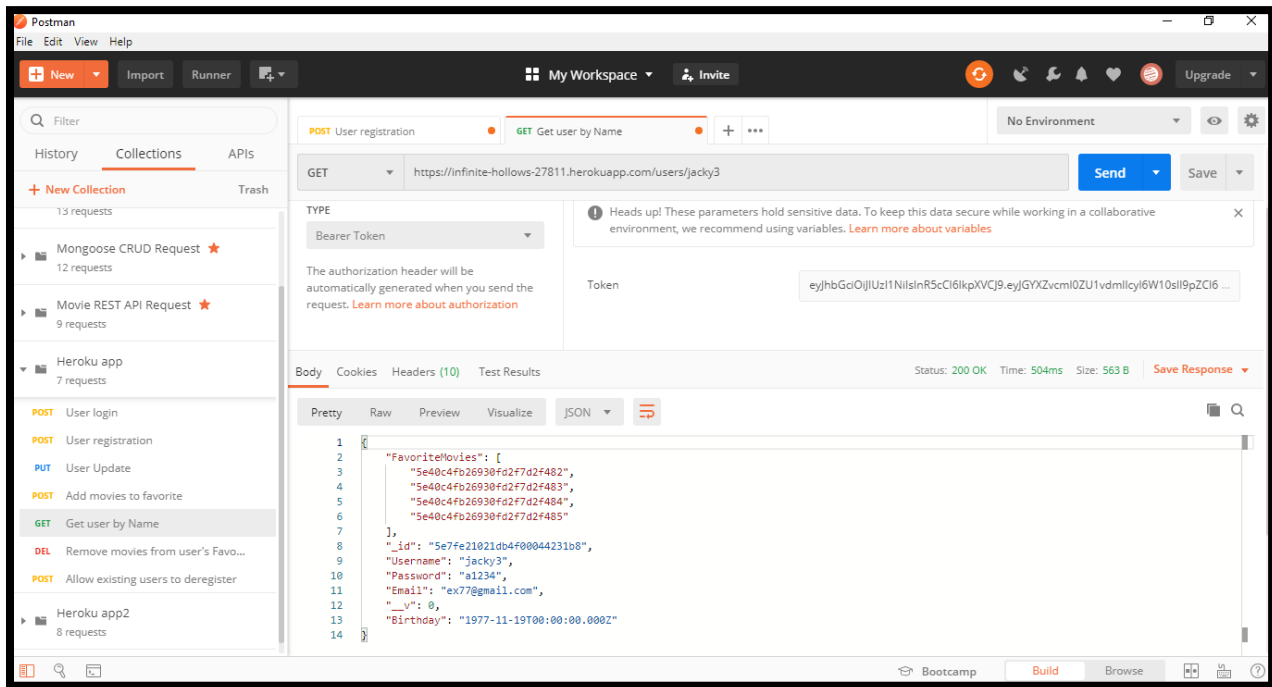 Postman
File Edit View Help
New Import Runner My Workspace Invite Upgrade
Filter
History Collections APIs
+ New Collection Trash
13 requests
Mongoose CRUD Request
12 requests
Movie REST API Request
9 requests
Heroku app
7 requests
POST User login
POST User registration
PUT User Update
POST Add movies to favorite
GET Get user by Name
DEL Remove movies from user's Favo...
POST Allow existing users to deregister
Heroku app2
8 requests
POST User registration GET Get user by Name + ••• No Environment
GET https://infinite-hollows-27811.herokuapp.com/users/jacky3 Send Save
TYPE
Bearer Token
The authorization header will be
automatically generated when you send the
request. Learn more about authorization
Heads up! These parameters hold sensitive data. To keep this data secure while working in a collaborative
environment, we recommend using variables. Learn more about variables
Token
Body Cookies Headers (10) Test Results Status: 200 OK Time: 504ms Size: 563 B Save Response
Pretty Raw Preview Visualize JSON
1 {
2 "FavoriteMovies": [
3 "5e40c4fb26930fd2f7d2f482",
4 "5e40c4fb26930fd2f7d2f483",
5 "5e40c4fb26930fd2f7d2f484",
6 "5e40c4fb26930fd2f7d2f485"
7 ],
8 "_id": "5e7fe21021db4f00044231b8",
9 "Username": "jacky3",
10 "Password": "a1234",
11 "Email": "ex77@gmail.com",
12 "__v": 0,
13 "Birthday": "1977-11-19T00:00:00.000Z"
14 }
Bootcamp Build Browse